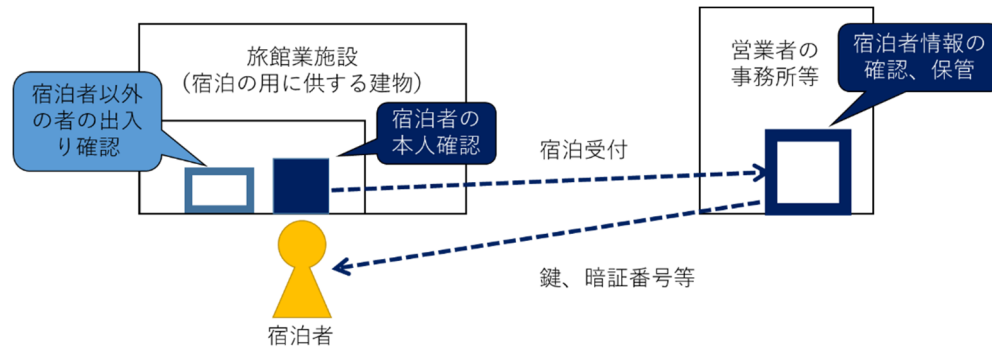 旅館業施設
（宿泊の用に供する建物）
宿泊者以外
の者の出入
り確認
宿泊者の
本人確認
宿泊受付
営業者の
事務所等
宿泊者情報の
確認、保管
鍵、暗証番号等
宿泊者